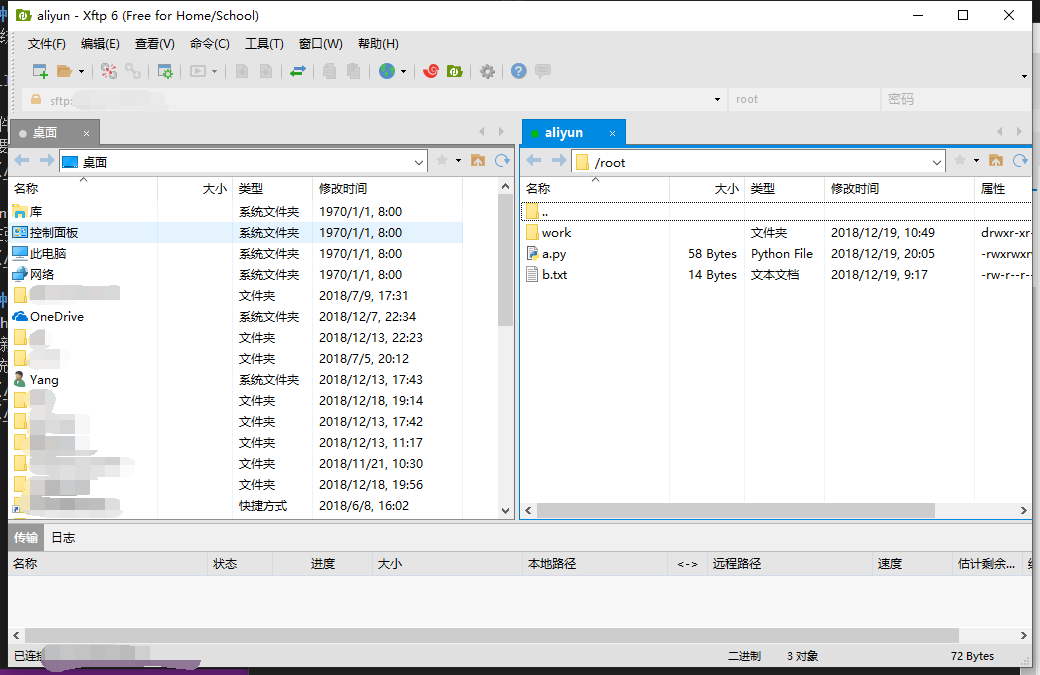 aliyun - Xftp 6 (Free for Home/School)
文件(F) 编辑(E) 查看(V) 命令(C) 工具(T) 窗口(W) 帮助(H)
sftp: root 密码
桌面 × aliyun ×
桌面 /root
名称 大小 类型 修改时间 名称 大小 类型 修改时间 属性
库 系统文件夹 1970/1/1, 8:00 ..
控制面板 系统文件夹 1970/1/1, 8:00 work 文件夹 2018/12/19, 10:49 drwxr-xr-
此电脑 系统文件夹 1970/1/1, 8:00 a.py 58 Bytes Python File 2018/12/19, 20:05 -rwxrwxr
网络 系统文件夹 1970/1/1, 8:00 b.txt 14 Bytes 文本文档 2018/12/19, 9:17 -rw-r--r--
文件夹 2018/7/9, 17:31
OneDrive 系统文件夹 2018/12/7, 22:34
文件夹 2018/12/13, 22:23
文件夹 2018/7/5, 20:12
Yang 系统文件夹 2018/12/13, 17:43
文件夹 2018/12/18, 19:14
文件夹 2018/12/13, 17:42
文件夹 2018/12/13, 11:17
文件夹 2018/11/21, 10:30
文件夹 2018/12/18, 19:56
快捷方式 2018/6/8, 16:02
传输 日志
名称 状态 进度 大小 本地路径 <-> 远程路径 速度 估计剩余...
已连接 二进制 3 对象 72 Bytes